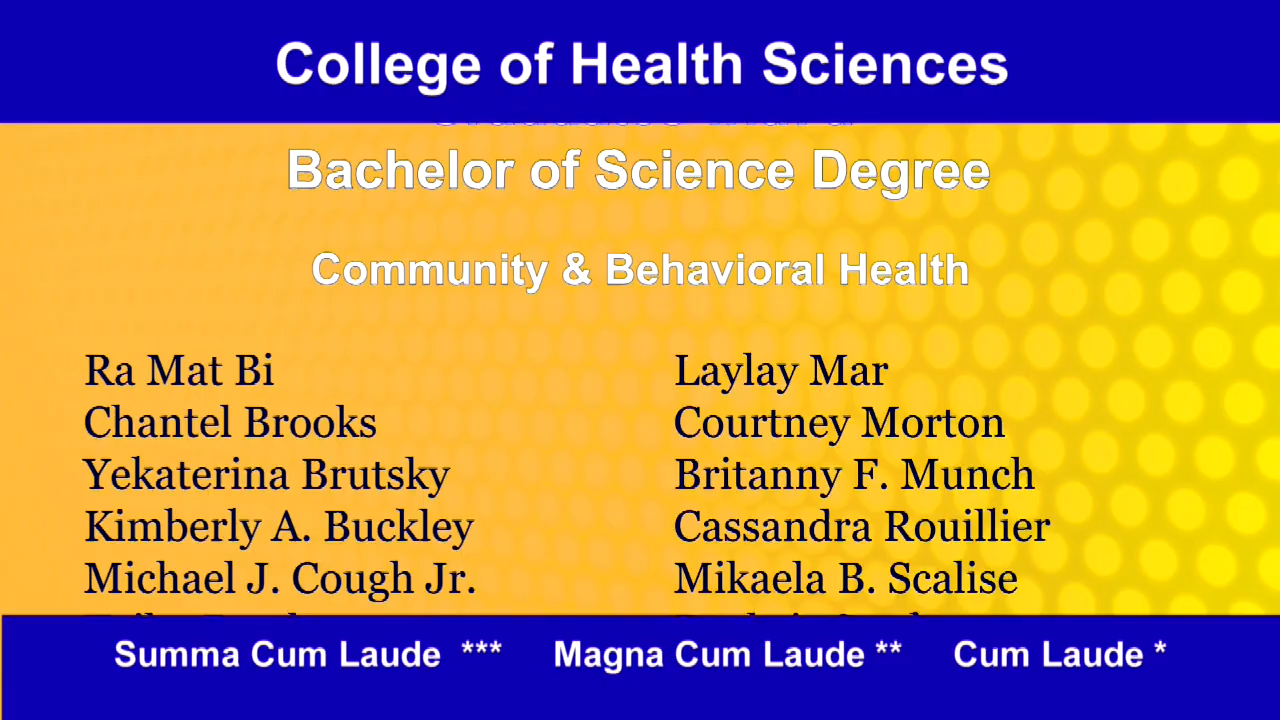 College of Health Sciences
Bachelor of Science Degree
Community & Behavioral Health
Ra Mat Bi
Chantel Brooks
Yekaterina Brutsky
Kimberly A. Buckley
Michael J. Cough Jr.
Laylay Mar
Courtney Morton
Britanny F. Munch
Cassandra Rouillier
Mikaela B. Scalise
Summa Cum Laude *** Magna Cum Laude ** Cum Laude *